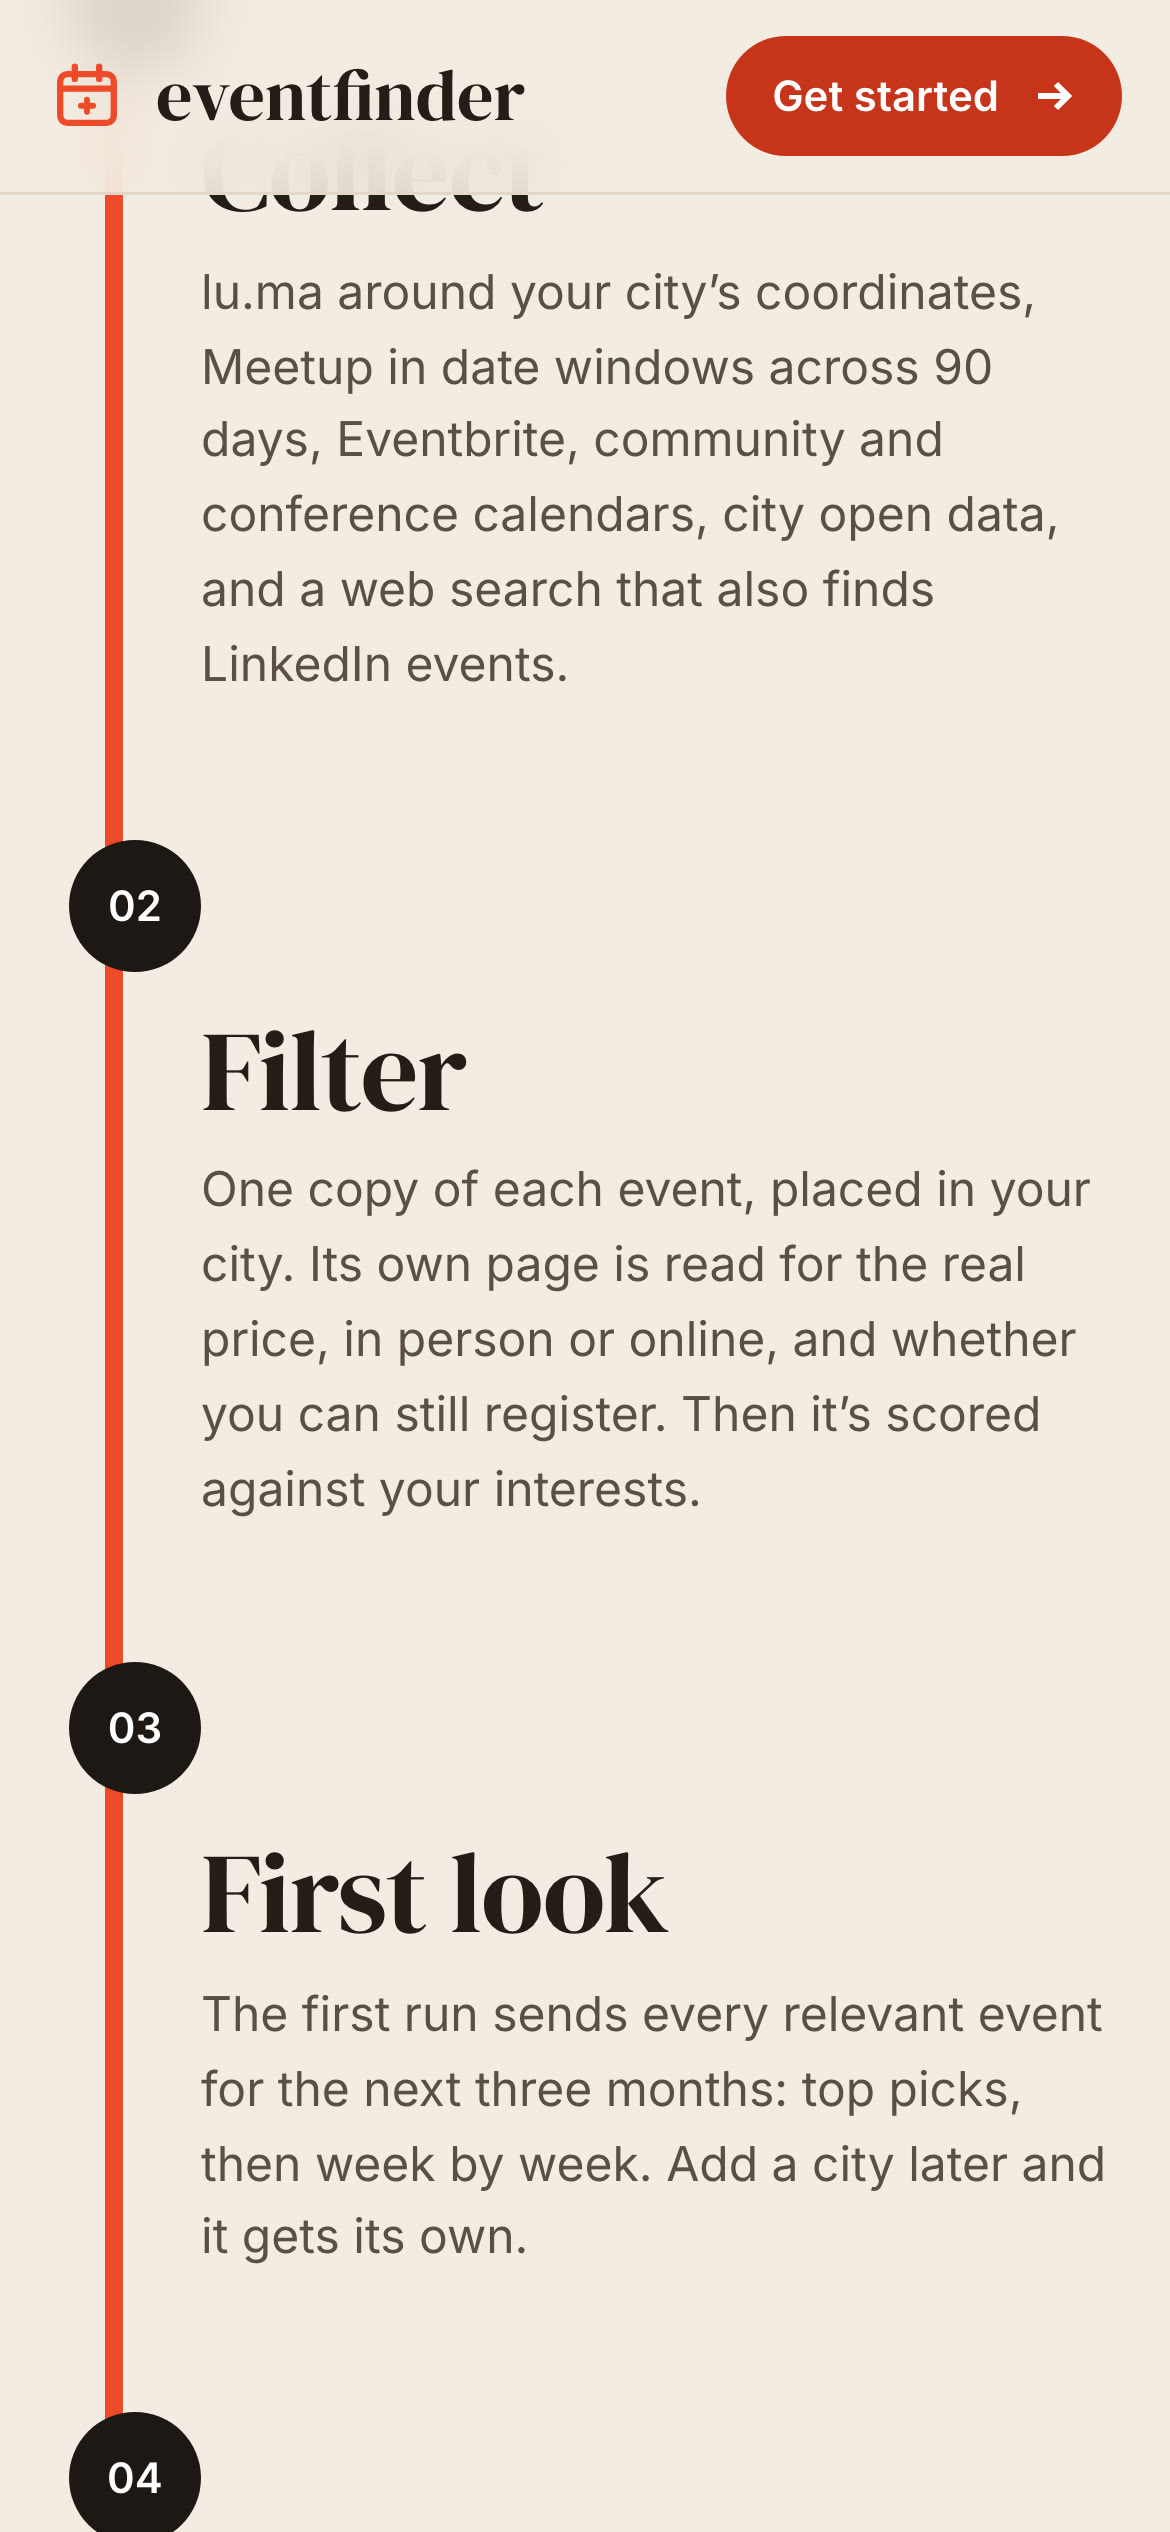 eventfinder
Get started
Collect
lu.ma around your city’s coordinates,
Meetup in date windows across 90
days, Eventbrite, community and
conference calendars, city open data,
and a web search that also finds
LinkedIn events.
02
Filter
One copy of each event, placed in your
city. Its own page is read for the real
price, in person or online, and whether
you can still register. Then it’s scored
against your interests.
03
First look
The first run sends every relevant event
for the next three months: top picks,
then week by week. Add a city later and
it gets its own.
04